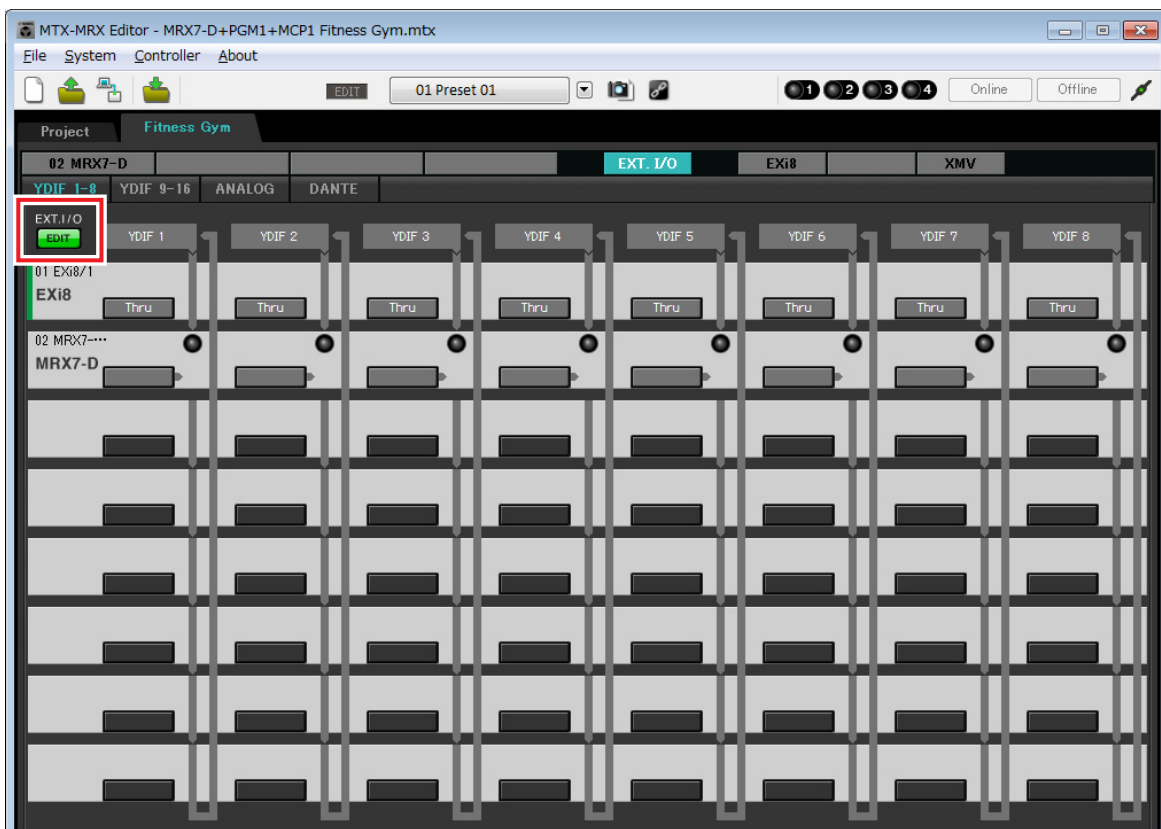 MTX-MRX Editor - MRX7-D+PGM1+MCP1 Fitness Gym.mtx
File System Controller About
EDIT 01 Preset 01 1 2 3 4 Online Offline
Project Fitness Gym
02 MRX7-D EXT. I/O EXi8 XMV
YDIF 1-8 YDIF 9-16 ANALOG DANTE
EXT.I/O
EDIT YDIF 1 YDIF 2 YDIF 3 YDIF 4 YDIF 5 YDIF 6 YDIF 7 YDIF 8
01 EXi8/1
EXi8
Thru Thru Thru Thru Thru Thru Thru Thru
02 MRX7-···
MRX7-D